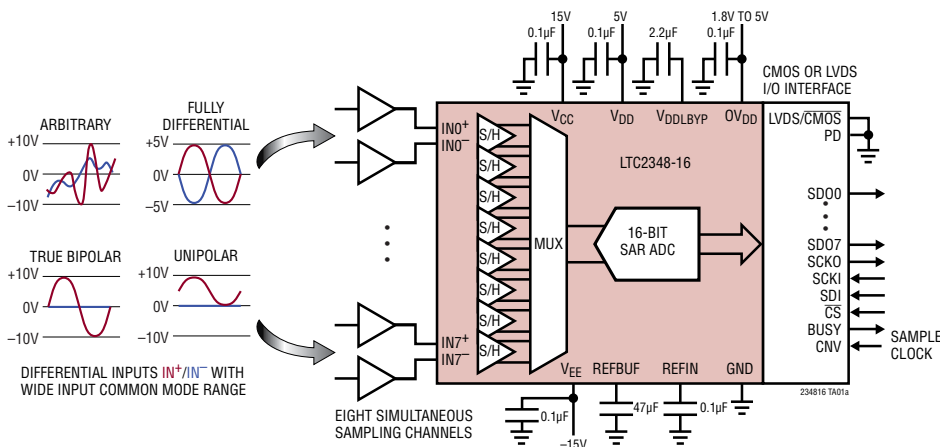 15V
5V
1.8V TO 5V
0.1µF
0.1µF
2.2µF
0.1µF
CMOS OR LVDS
I/O INTERFACE
ARBITRARY
FULLY
DIFFERENTIAL
+10V
0V
–10V
+5V
0V
–5V
TRUE BIPOLAR
UNIPOLAR
+10V
0V
–10V
+10V
0V
–10V
DIFFERENTIAL INPUTS IN+/IN– WITH
WIDE INPUT COMMON MODE RANGE
IN0+
IN0–
IN7+
IN7–
EIGHT SIMULTANEOUS
SAMPLING CHANNELS
S/H
S/H
S/H
S/H
S/H
S/H
S/H
S/H
MUX
VCC
VDD
VDDLBYP
OVDD
LTC2348-16
16-BIT
SAR ADC
VEE
REFBUF
REFIN
GND
0.1µF
–15V
47µF
0.1µF
LVDS/CMOS
PD
SDO0
SDO7
SCKO
SCKI
SDI
CS
BUSY
CNV
SAMPLE
CLOCK
234816 TA01a